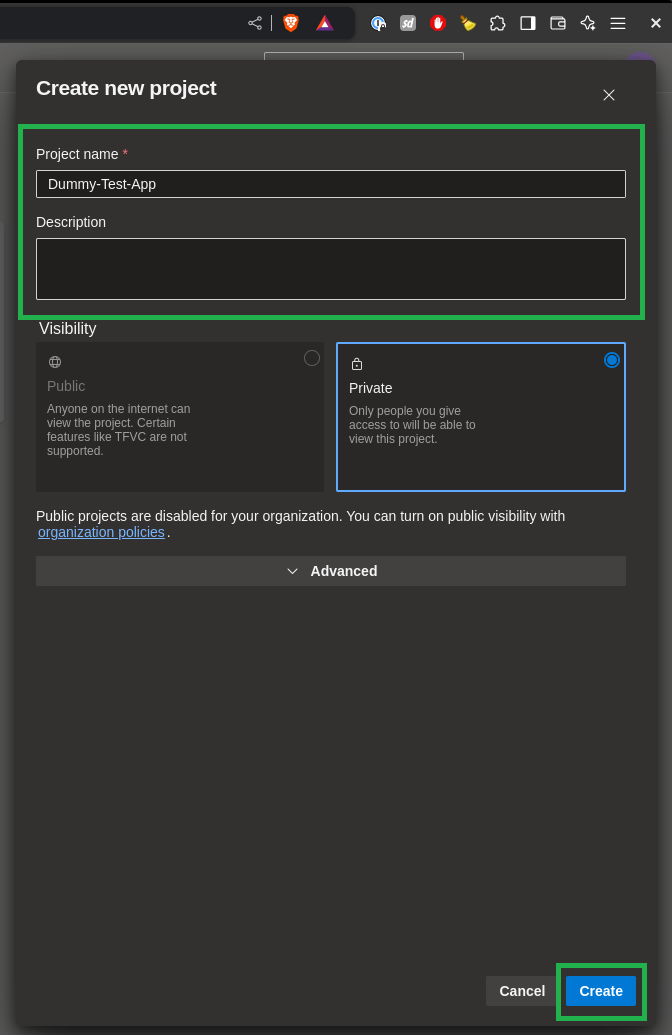 Create new project
Project name *
Dummy-Test-App
Description
Visibility
Public
Anyone on the internet can
view the project. Certain
features like TFVC are not
supported.
Private
Only people you give
access to will be able to
view this project.
Public projects are disabled for your organization. You can turn on public visibility with
organization policies.
Advanced
Cancel
Create